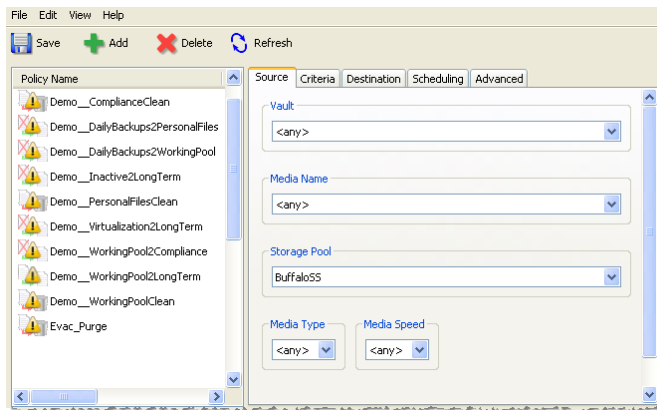 File Edit View Help
Save Add Delete Refresh
Policy Name
Demo__ComplianceClean
Demo__DailyBackups2PersonalFiles
Demo__DailyBackups2WorkingPool
Demo__Inactive2LongTerm
Demo__PersonalFilesClean
Demo__Virtualization2LongTerm
Demo__WorkingPool2Compliance
Demo__WorkingPool2LongTerm
Demo__WorkingPoolClean
Evac_Purge
Source Criteria Destination Scheduling Advanced
Vault
<any>
Media Name
<any>
Storage Pool
BuffaloSS
Media Type Media Speed
<any> <any>